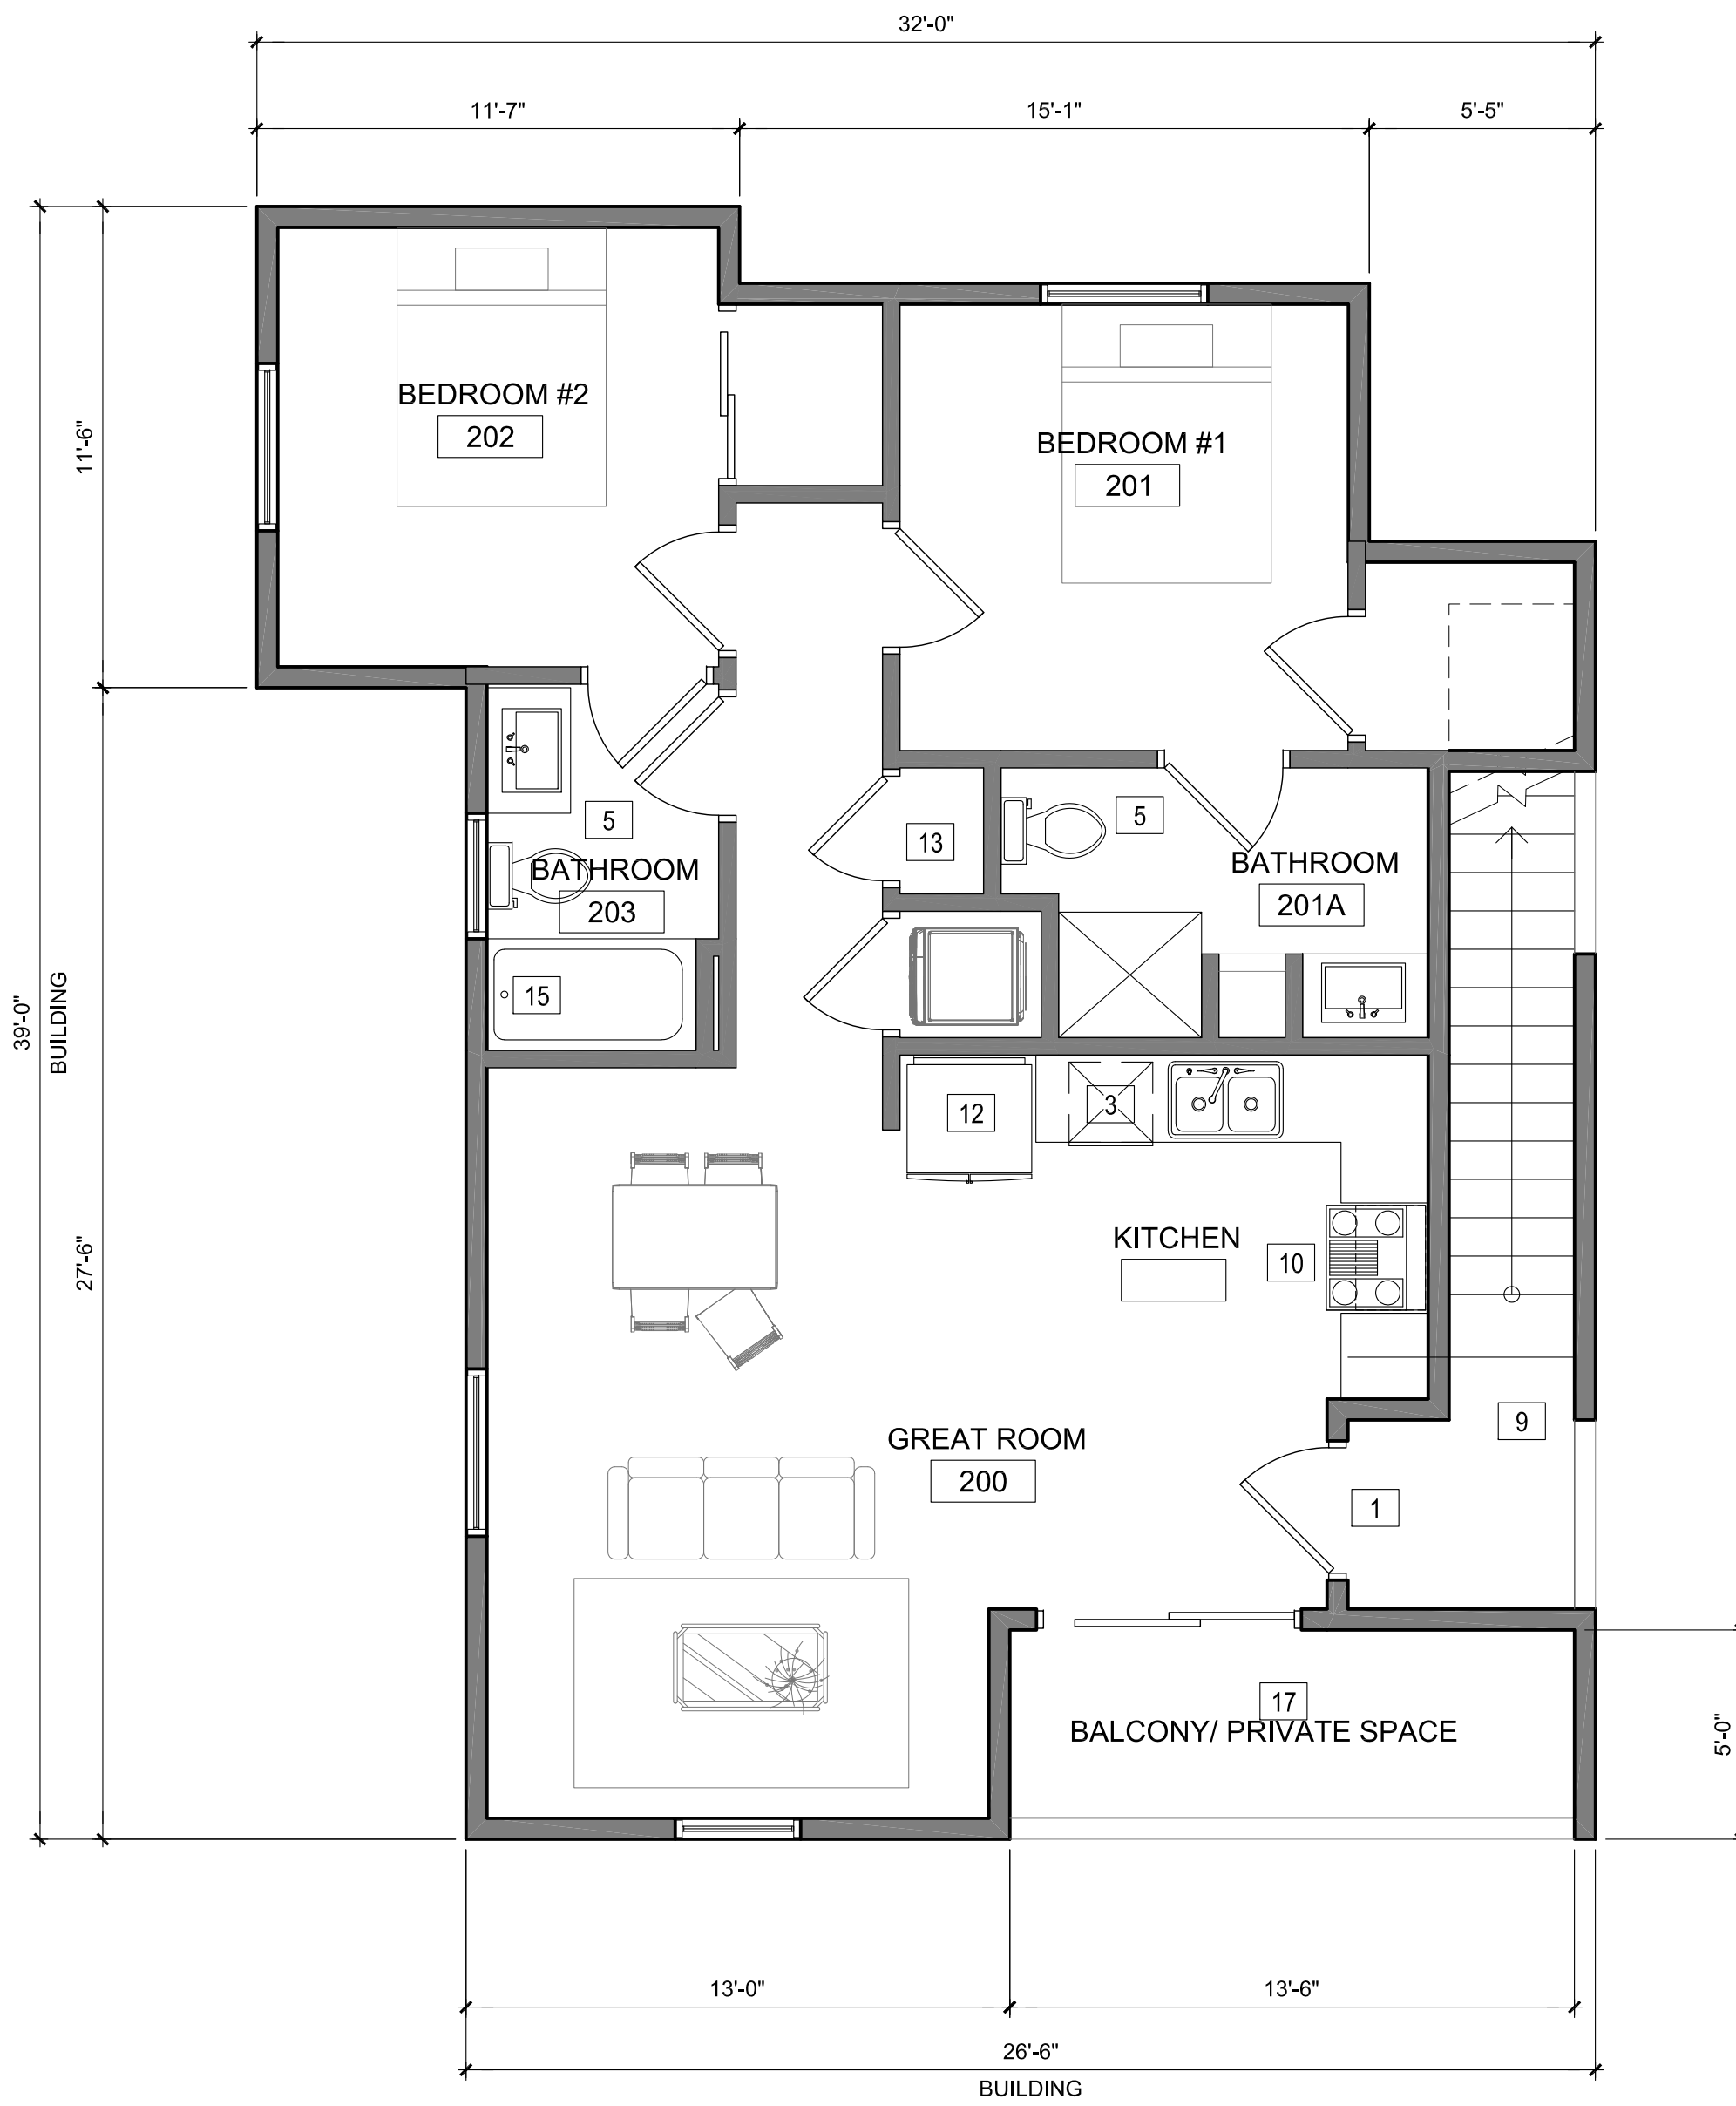 32'-0"
11'-7"
15'-1"
5'-5"
BEDROOM #2
202
11'-6"
BEDROOM #1
201
5
BATHROOM
203
13
5
BATHROOM
201A
15
39'-0"
BUILDING
12
3
KITCHEN
10
27'-6"
GREAT ROOM
200
9
1
17
BALCONY/ PRIVATE SPACE
5'-0"
13'-0"
13'-6"
26'-6"
BUILDING